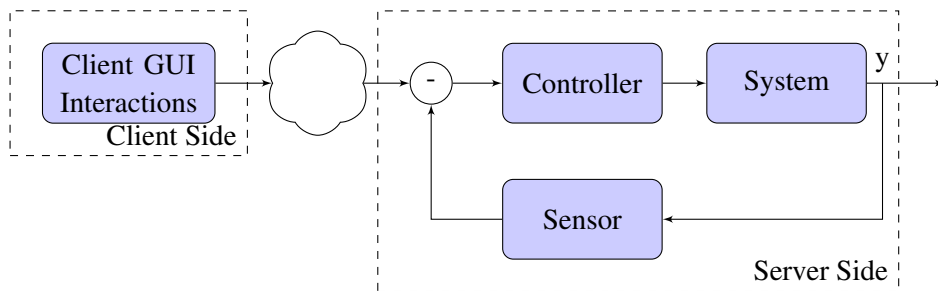 Client GUI
Interactions
Client Side
-
Controller
System
y
Sensor
Server Side